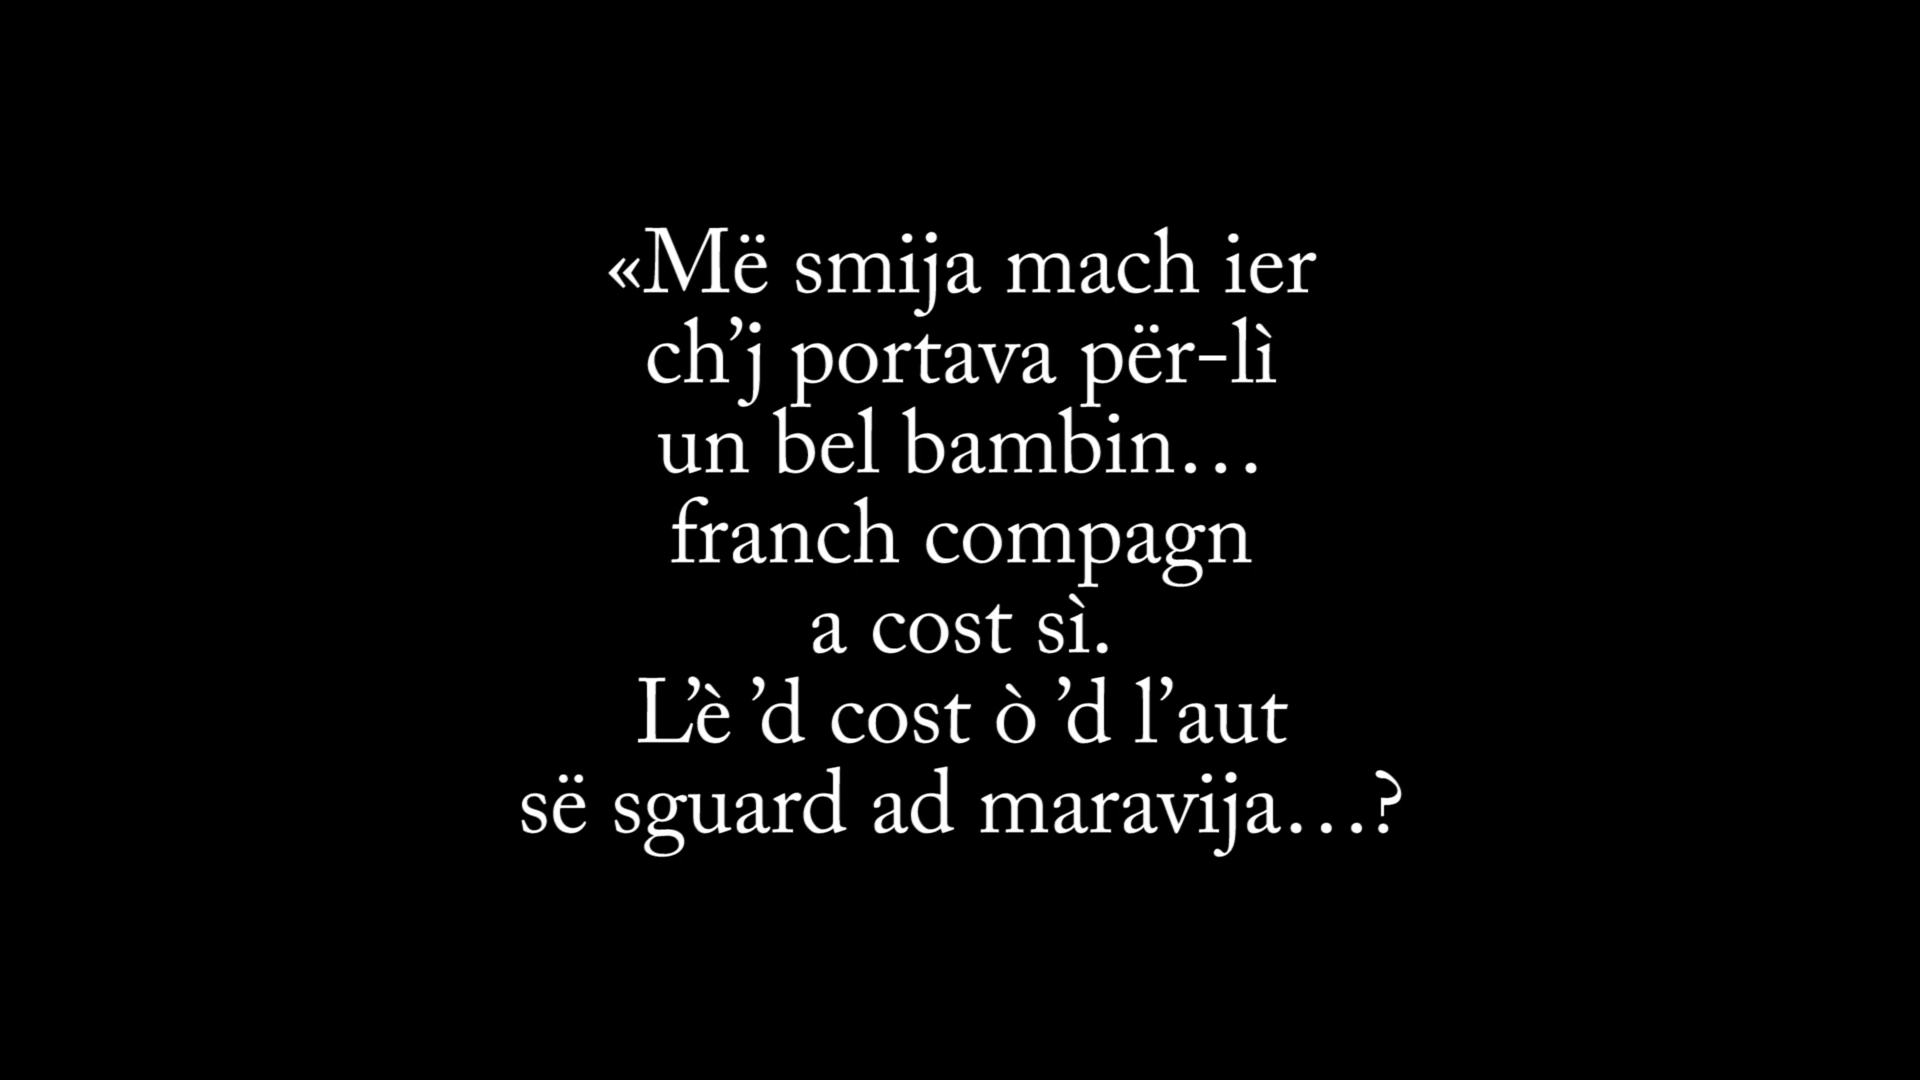 «Më smija mach ier
ch’j portava për-lì
un bel bambin…
franch compagn
a cost sì.
L’è ’d cost ò ’d l’aut
së sguard ad maravija…?